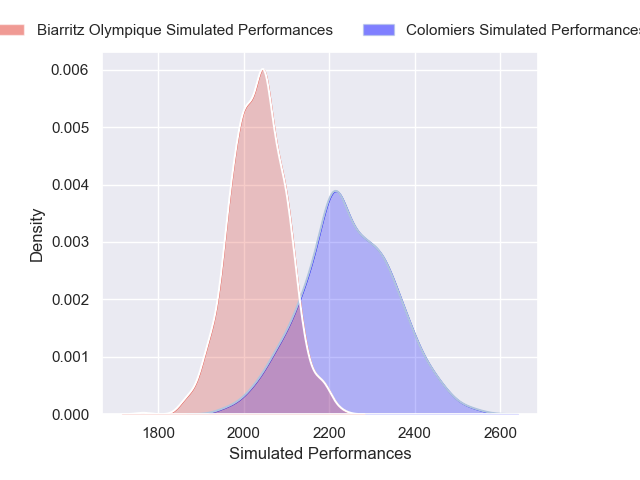 Biarritz Olympique Simulated Performances Colomiers Simulated Performances
0.006
0.005
0.004
0.003
0.002
0.001
0.000
Density
1800 2000 2200 2400 2600
Simulated Performances